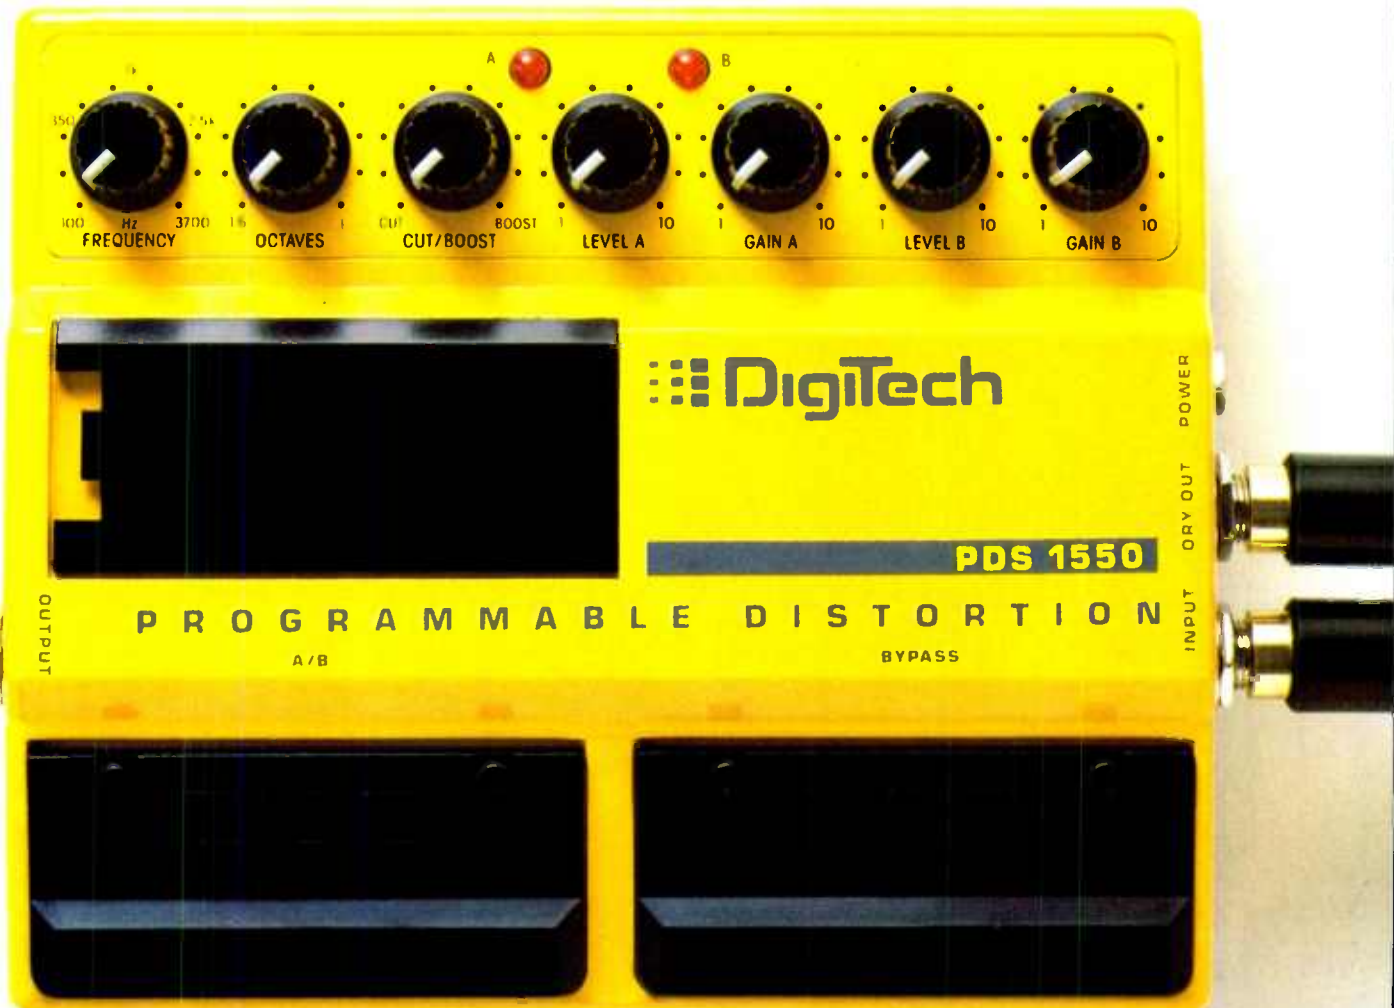 A B
1k
350 2.5k
100 Hz 3700 1.6 1 CUT BOOST 1 10 1 10 1 10 1 10
FREQUENCY OCTAVES CUT/BOOST LEVEL A GAIN A LEVEL B GAIN B
DigiTech
POWER
DRY OUT
PDS 1550
OUTPUT
INPUT
PROGRAMMABLE DISTORTION
A/B BYPASS